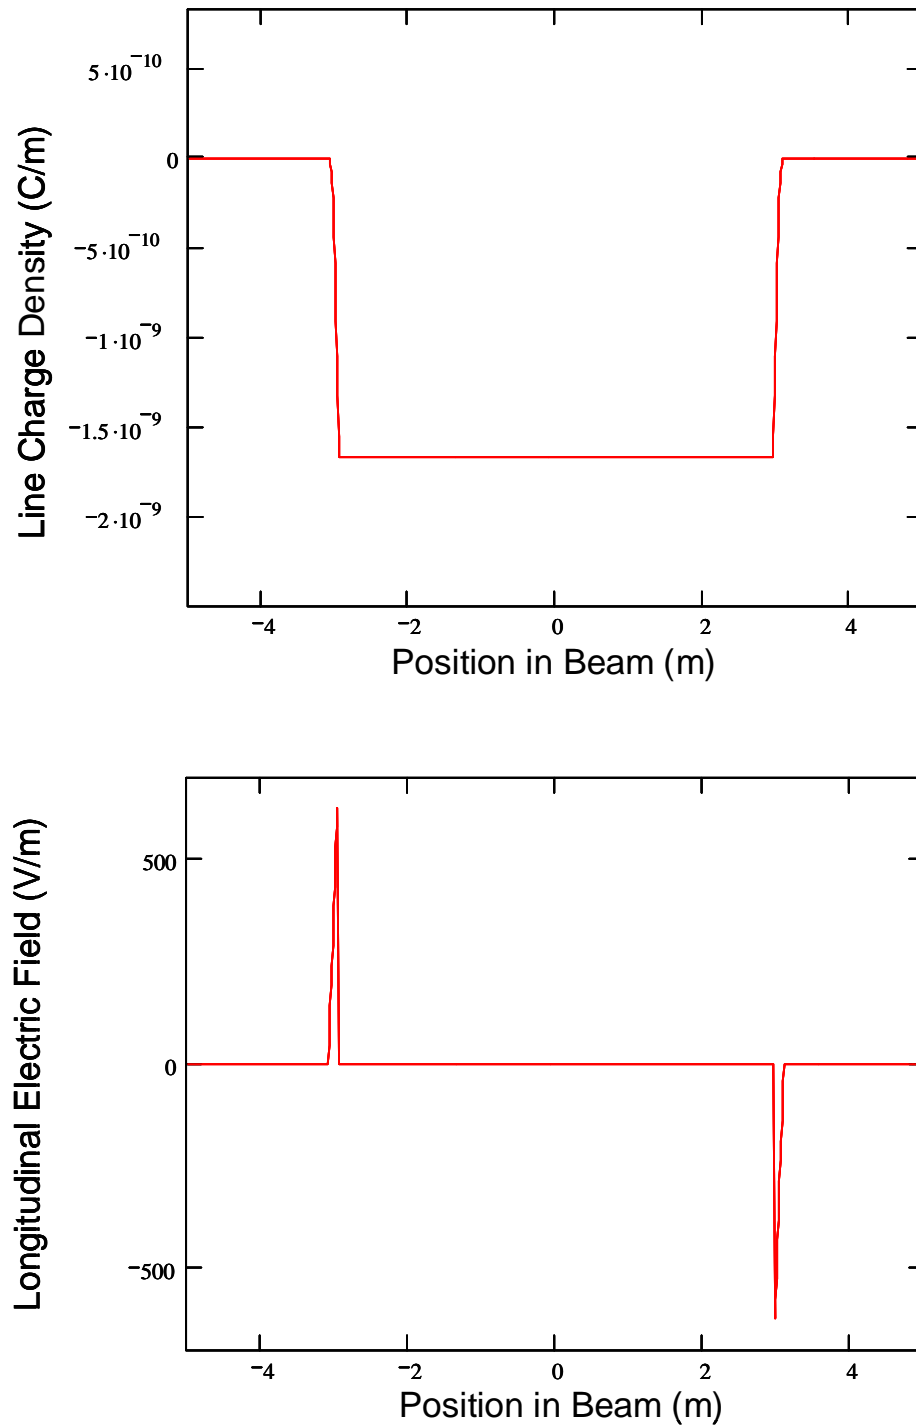 Line Charge Density (C/m)
5·10⁻¹⁰
0
−5·10⁻¹⁰
−1·10⁻⁹
−1.5·10⁻⁹
−2·10⁻⁹
−4 −2 0 2 4
Position in Beam (m)
Longitudinal Electric Field (V/m)
500
0
−500
−4 −2 0 2 4
Position in Beam (m)